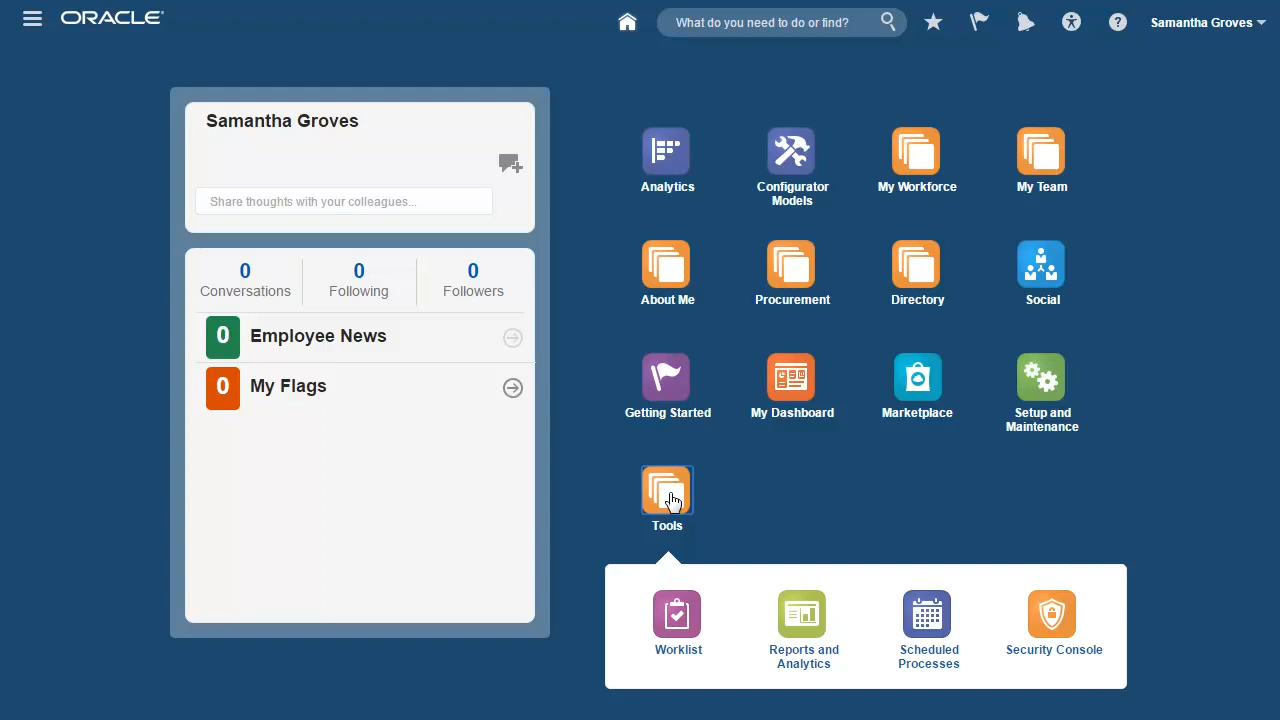 ORACLE
What do you need to do or find?
Samantha Groves
Samantha Groves
Share thoughts with your colleagues...
0 0 0
Conversations Following Followers
0 Employee News
0 My Flags
Analytics
Configurator
Models
My Workforce
My Team
About Me
Procurement
Directory
Social
Getting Started
My Dashboard
Marketplace
Setup and
Maintenance
Tools
Worklist
Reports and
Analytics
Scheduled
Processes
Security Console